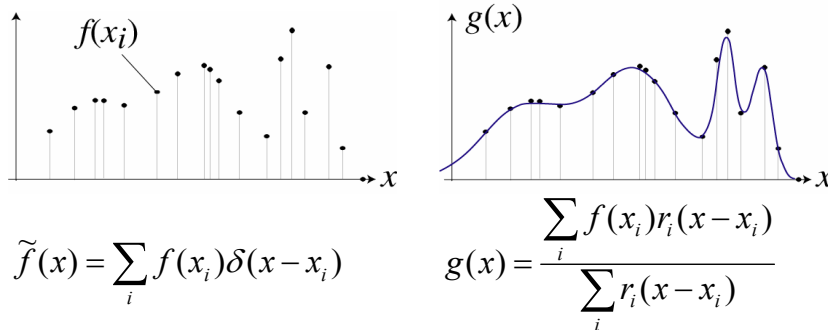 f(xᵢ)
x
f̃(x) = ∑ᵢ f(xᵢ)δ(x − xᵢ)
g(x)
x
g(x) = ∑ᵢ f(xᵢ)rᵢ(x − xᵢ) / ∑ᵢ rᵢ(x − xᵢ)